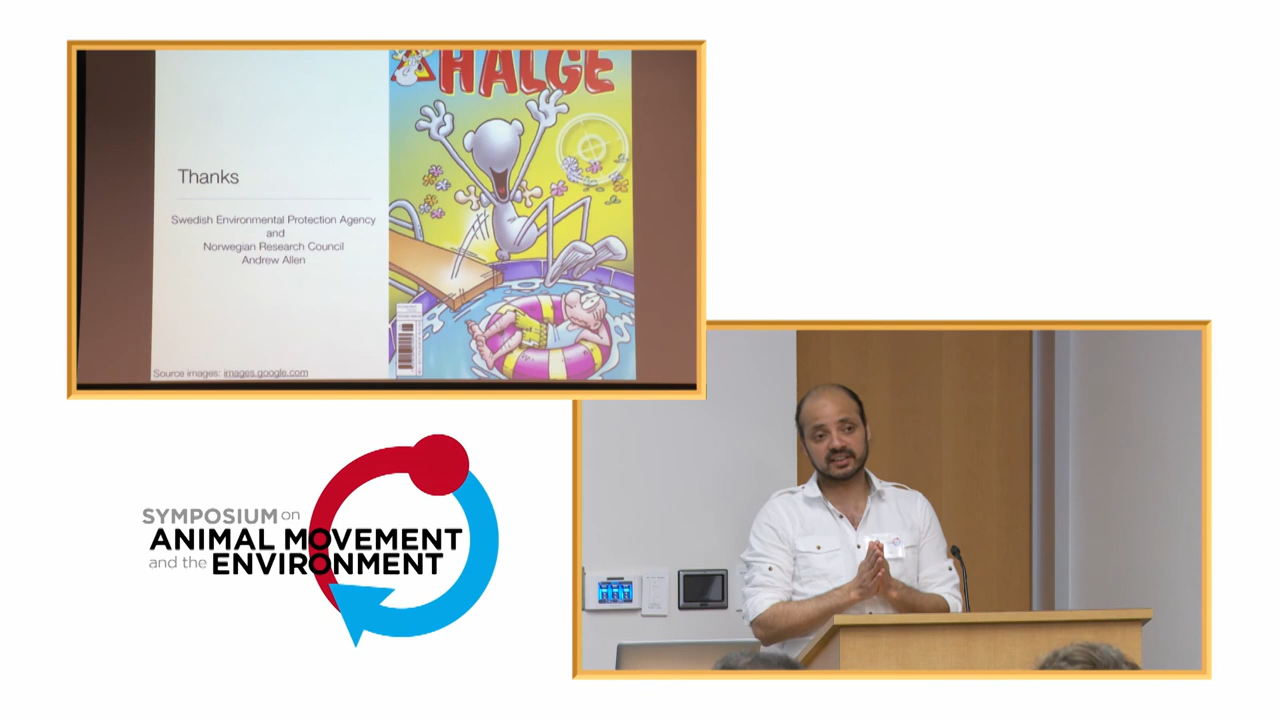 HÄLGE
Thanks
Swedish Environmental Protection Agency
and
Norwegian Research Council
Andrew Allen
Source images: images.google.com
SYMPOSIUM on
ANIMAL MOVEMENT
and the ENVIRONMENT